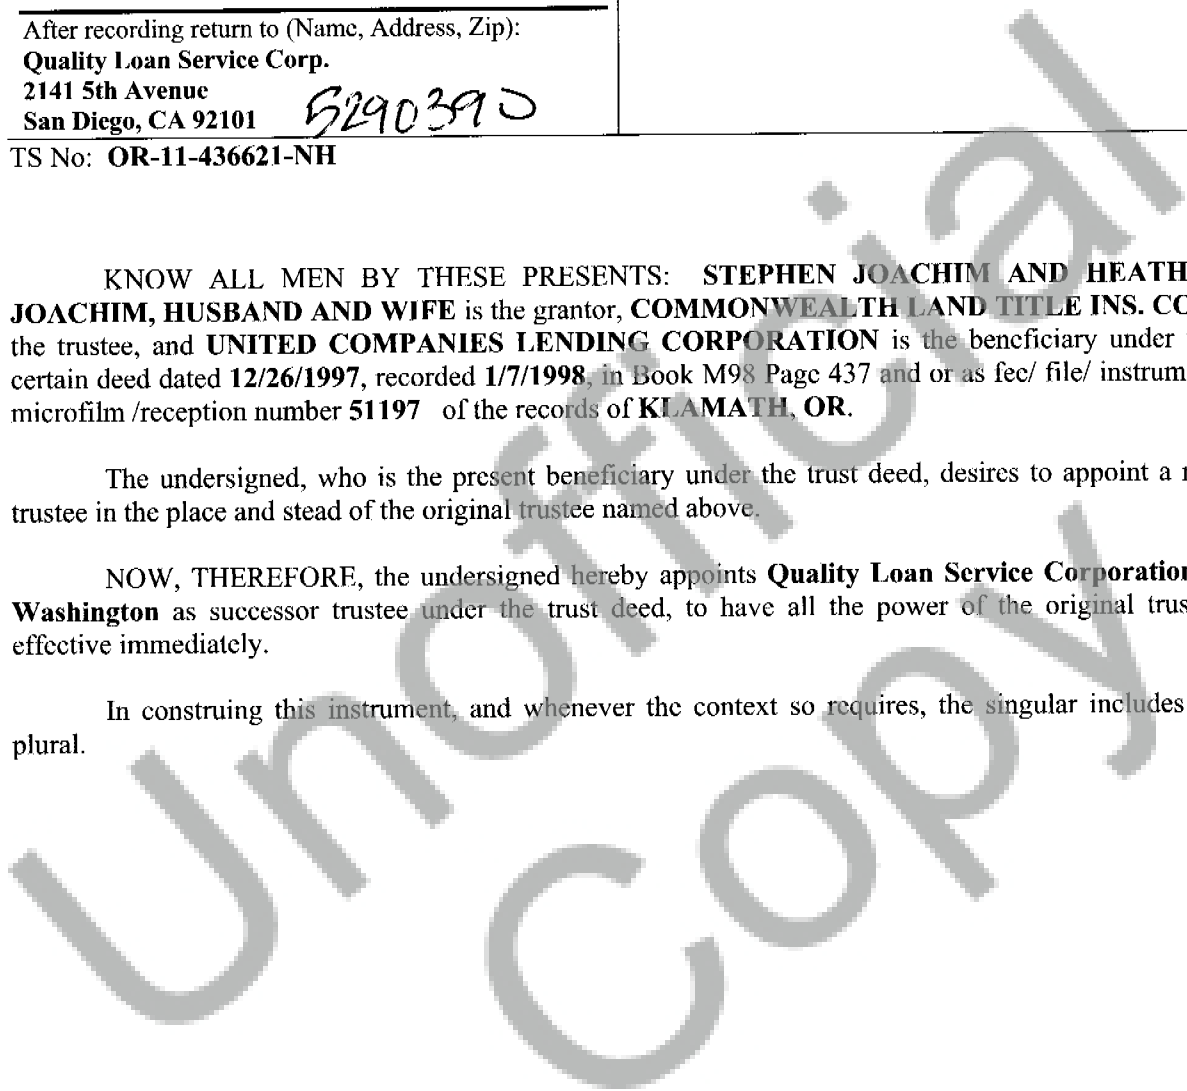 After recording return to (Name, Address, Zip):
Quality Loan Service Corp.
2141 5th Avenue
San Diego, CA 92101 5290390
TS No: OR-11-436621-NH
KNOW ALL MEN BY THESE PRESENTS: STEPHEN JOACHIM AND HEATH
JOACHIM, HUSBAND AND WIFE is the grantor, COMMONWEALTH LAND TITLE INS. CO
the trustee, and UNITED COMPANIES LENDING CORPORATION is the beneficiary under
certain deed dated 12/26/1997, recorded 1/7/1998, in Book M98 Page 437 and or as fee/ file/ instrum
microfilm /reception number 51197 of the records of KLAMATH, OR.
The undersigned, who is the present beneficiary under the trust deed, desires to appoint a
trustee in the place and stead of the original trustee named above.
NOW, THEREFORE, the undersigned hereby appoints Quality Loan Service Corporation
Washington as successor trustee under the trust deed, to have all the power of the original trus
effective immediately.
In construing this instrument, and whenever the context so requires, the singular includes
plural.
Unofficial
Copy